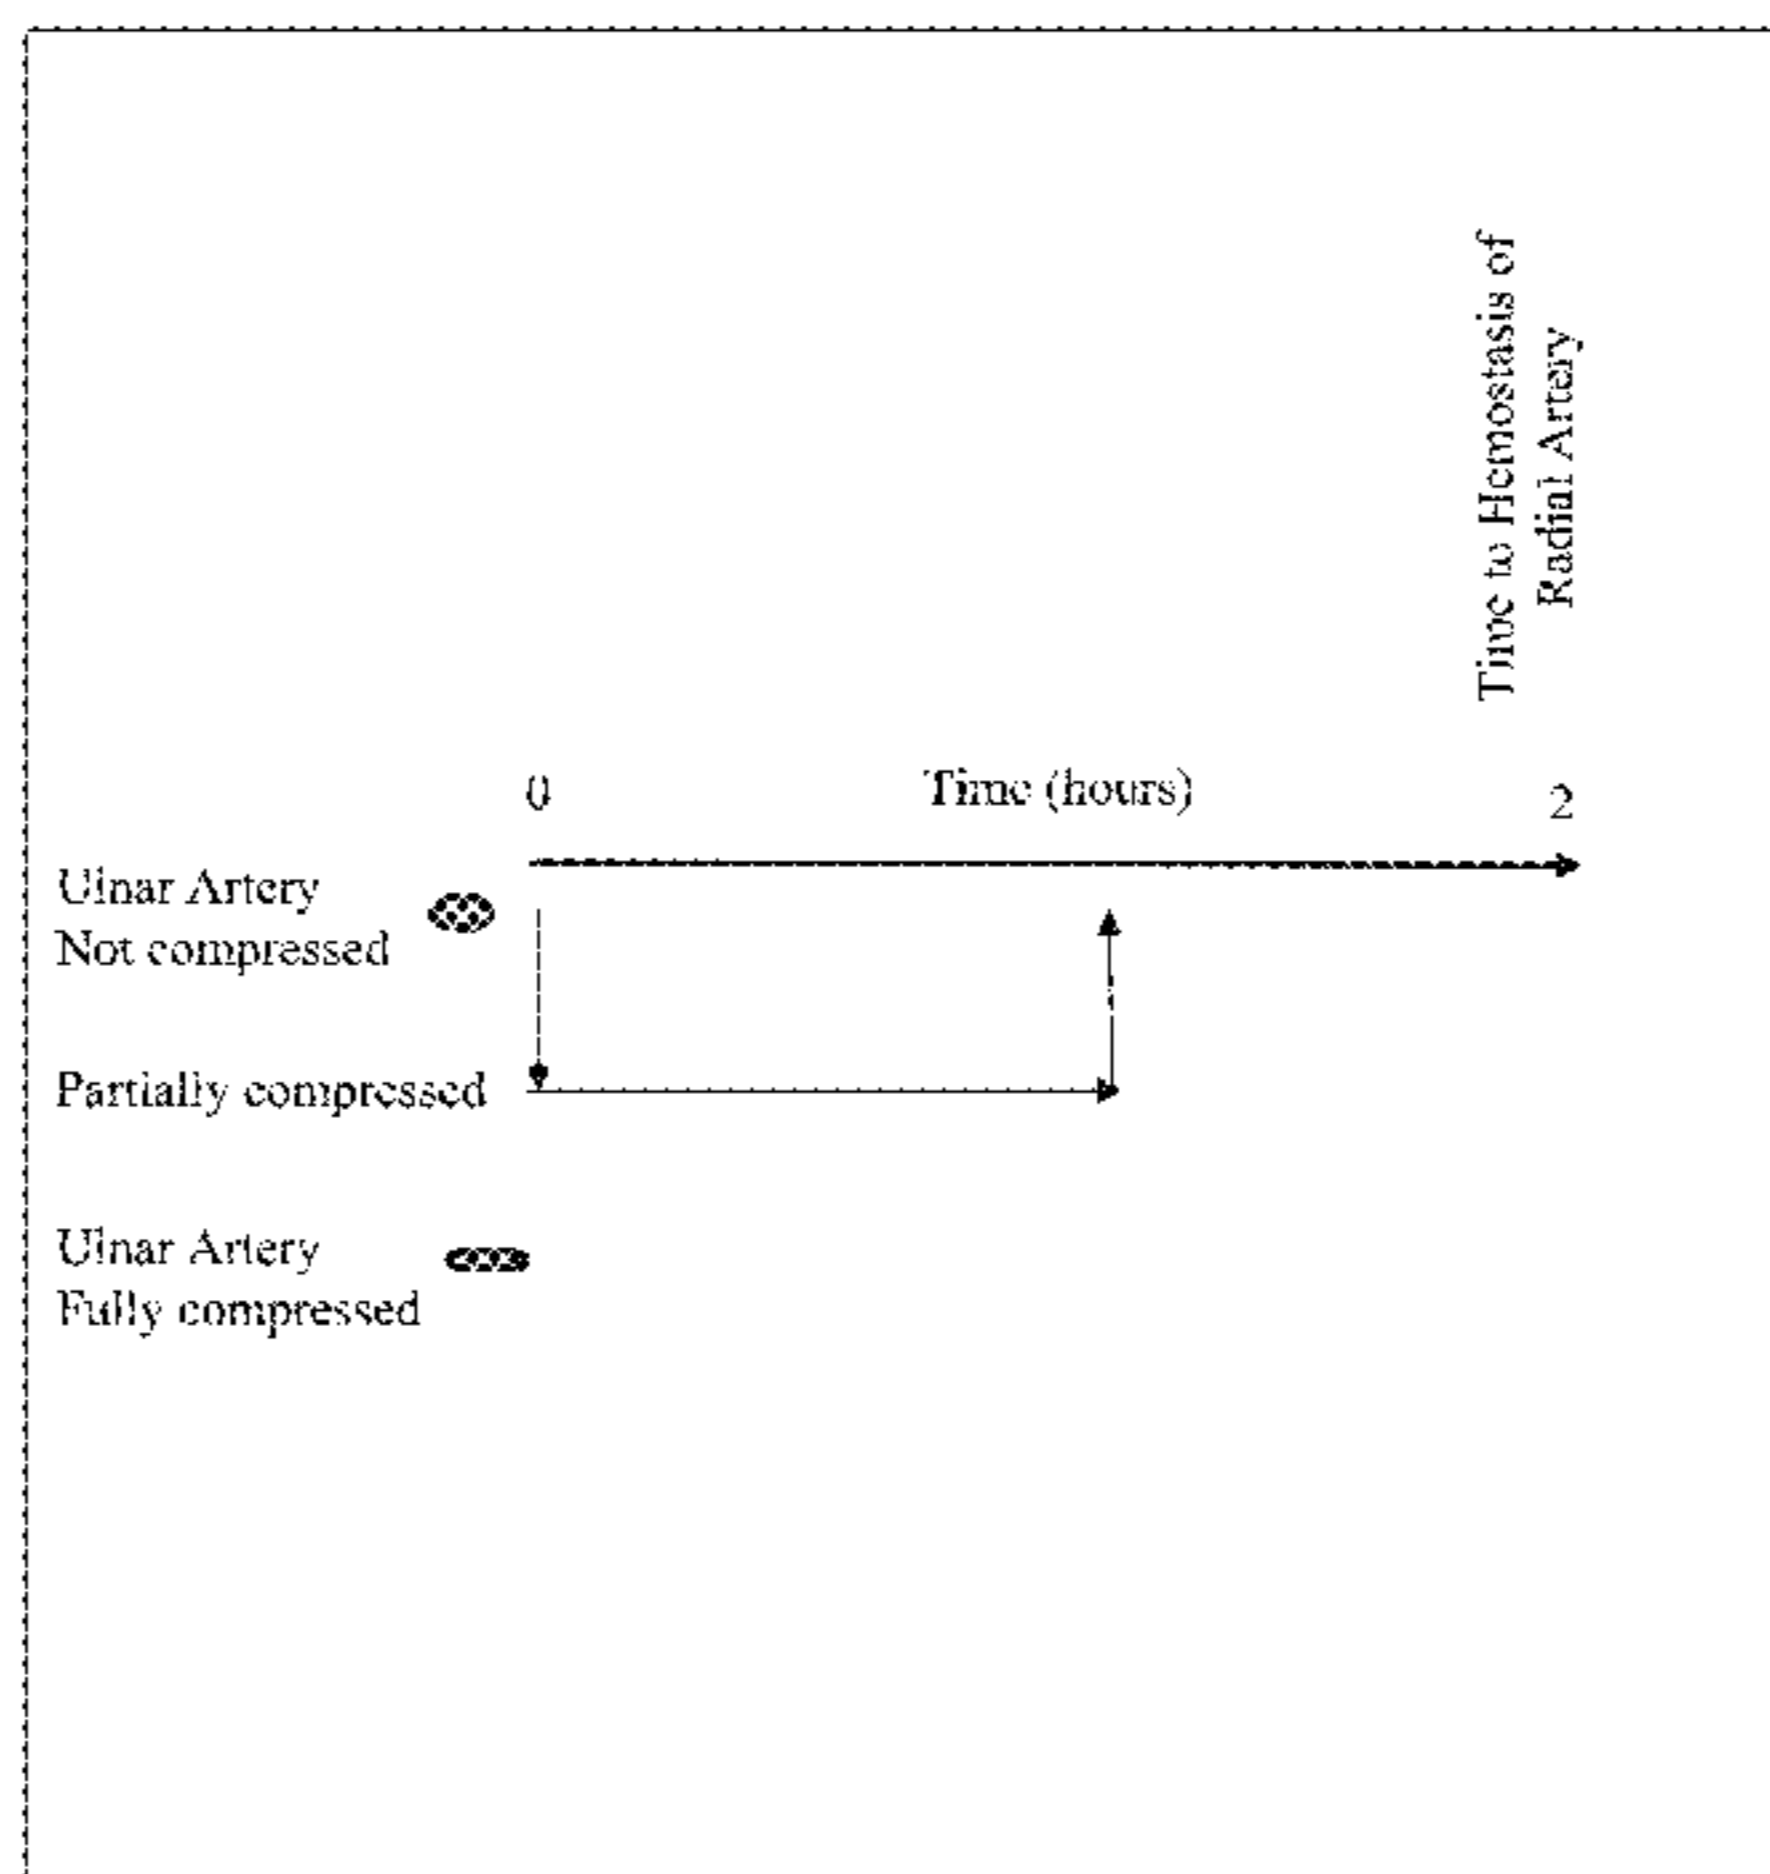 Time to Hemostasis of
Radial Artery
0
Time (hours)
2
Ulnar Artery
Not compressed
Partially compressed
Ulnar Artery
Fully compressed